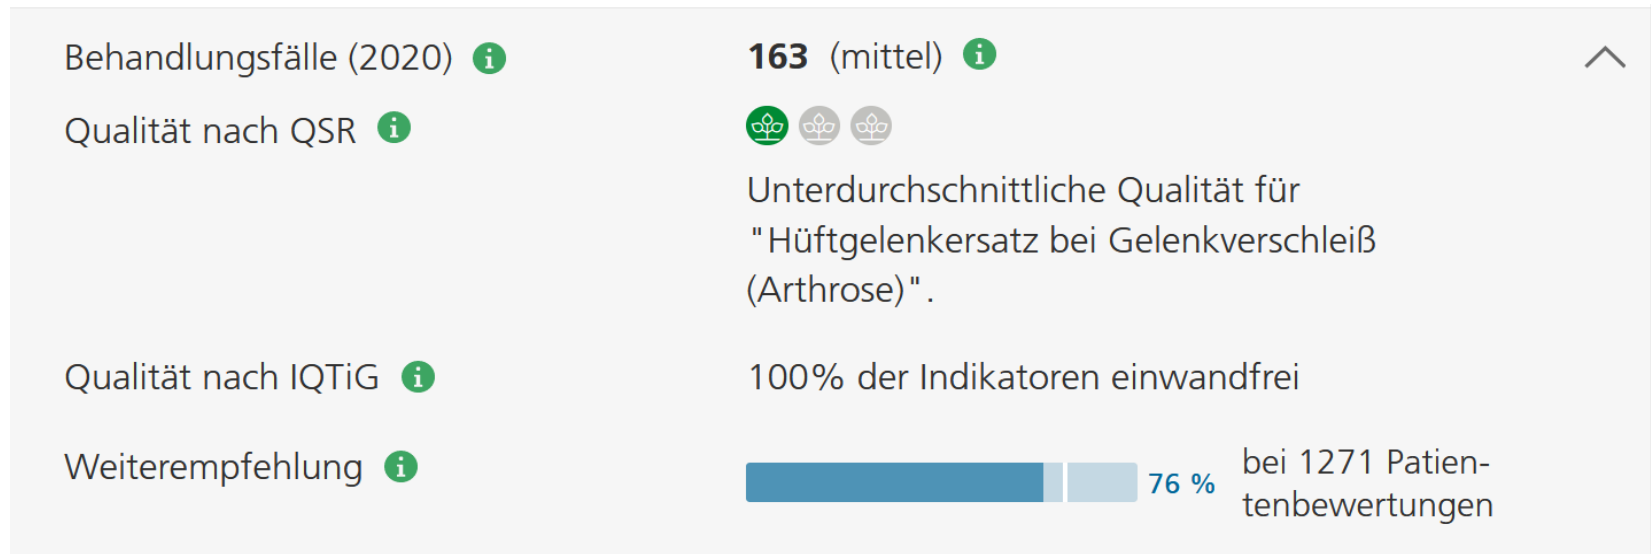 Behandlungsfälle (2020) i 163 (mittel) i
Qualität nach QSR i
Unterdurchschnittliche Qualität für
"Hüftgelenkersatz bei Gelenkverschleiß
(Arthrose)".
Qualität nach IQTiG i 100% der Indikatoren einwandfrei
Weiterempfehlung i 76 % bei 1271 Patien-
tenbewertungen